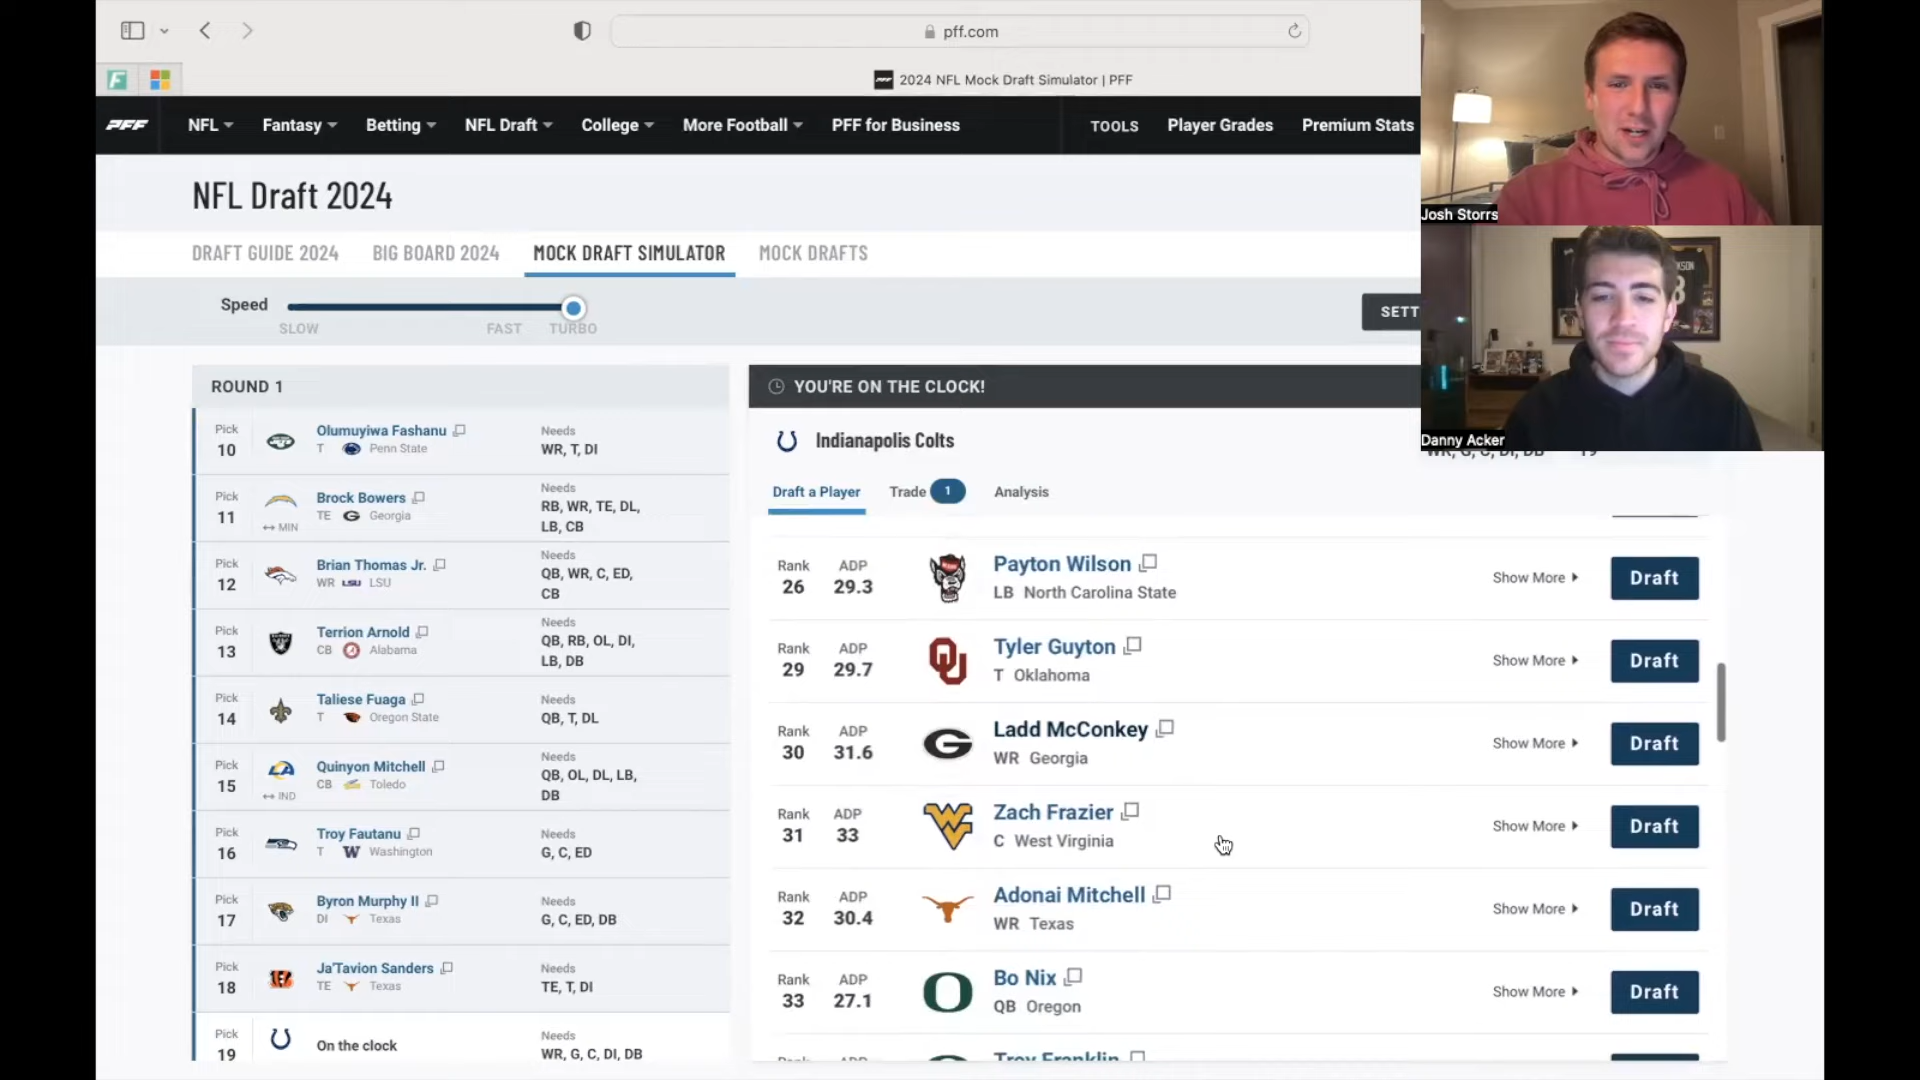 pff.com
2024 NFL Mock Draft Simulator | PFF
PFF NFL Fantasy Betting NFL Draft College More Football PFF for Business TOOLS Player Grades Premium Stats
NFL Draft 2024
DRAFT GUIDE 2024 BIG BOARD 2024 MOCK DRAFT SIMULATOR MOCK DRAFTS
Speed
SLOW FAST TURBO
SETT
Josh Storrs
Danny Acker
ROUND 1
Pick 10
Olumuyiwa Fashanu
T Penn State
Needs
WR, T, DI
Pick 11
↔ MIN
Brock Bowers
TE G Georgia
Needs
RB, WR, TE, DL,
LB, CB
Pick 12
Brian Thomas Jr.
WR LSU LSU
Needs
QB, WR, C, ED,
CB
Pick 13
Terrion Arnold
CB Alabama
Needs
QB, RB, OL, DI,
LB, DB
Pick 14
Taliese Fuaga
T Oregon State
Needs
QB, T, DL
Pick 15
↔ IND
Quinyon Mitchell
CB Toledo
Needs
QB, OL, DL, LB,
DB
Pick 16
Troy Fautanu
T W Washington
Needs
G, C, ED
Pick 17
Byron Murphy II
DI Texas
Needs
G, C, ED, DB
Pick 18
Ja'Tavion Sanders
TE Texas
Needs
TE, T, DI
Pick 19
On the clock
Needs
WR, G, C, DI, DB
YOU'RE ON THE CLOCK!
Indianapolis Colts
WR, G, C, DI, DB 19
Draft a Player Trade 1 Analysis
Rank 26 ADP 29.3
Payton Wilson
LB North Carolina State
Show More Draft
Rank 29 ADP 29.7
Tyler Guyton
T Oklahoma
Show More Draft
Rank 30 ADP 31.6
Ladd McConkey
WR Georgia
Show More Draft
Rank 31 ADP 33
Zach Frazier
C West Virginia
Show More Draft
Rank 32 ADP 30.4
Adonai Mitchell
WR Texas
Show More Draft
Rank 33 ADP 27.1
Bo Nix
QB Oregon
Show More Draft
Rank ADP
Troy Franklin